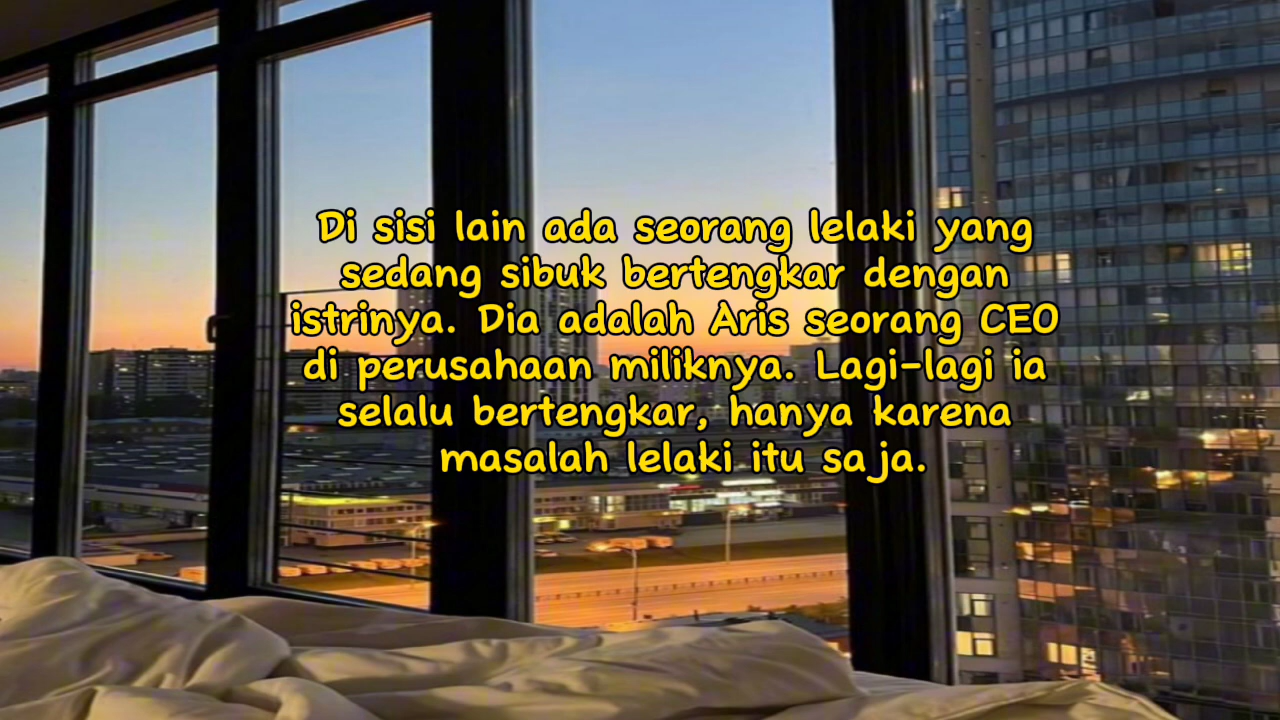 Di sisi lain ada seorang lelaki yang
sedang sibuk bertengkar dengan
istrinya. Dia adalah Aris seorang CEO
di perusahaan miliknya. Lagi-lagi ia
selalu bertengkar, hanya karena
masalah lelaki itu saja.